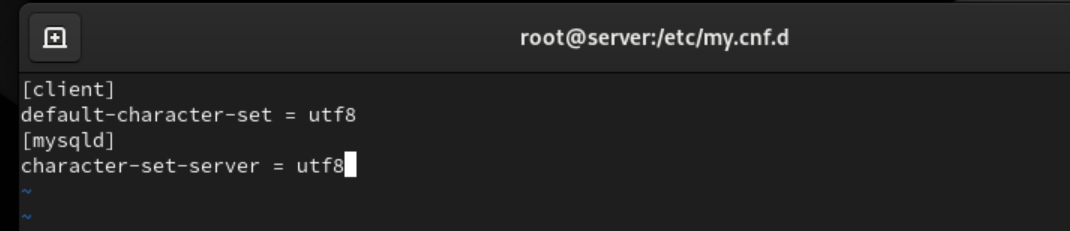 root@server:/etc/my.cnf.d
[client]
default-character-set = utf8
[mysqld]
character-set-server = utf8
~
~